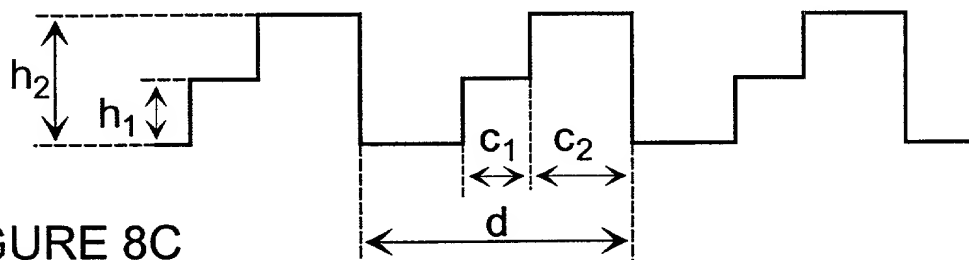 h₂
h₁
c₁ c₂
d
GURE 8C